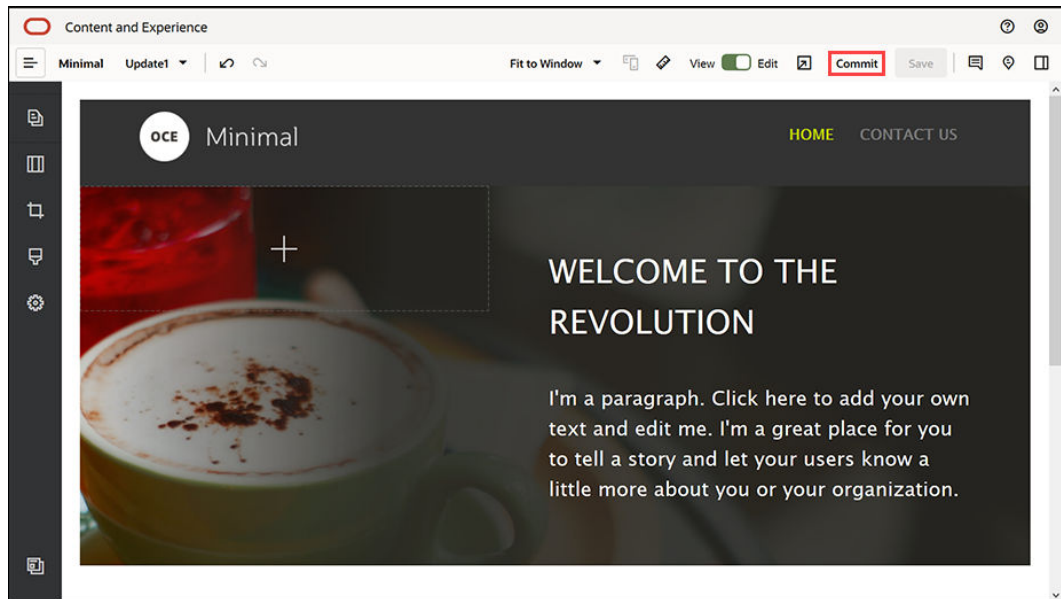 Content and Experience
Minimal Update1 Fit to Window View Edit Commit Save
OCE Minimal HOME CONTACT US
WELCOME TO THE
REVOLUTION
I'm a paragraph. Click here to add your own
text and edit me. I'm a great place for you
to tell a story and let your users know a
little more about you or your organization.